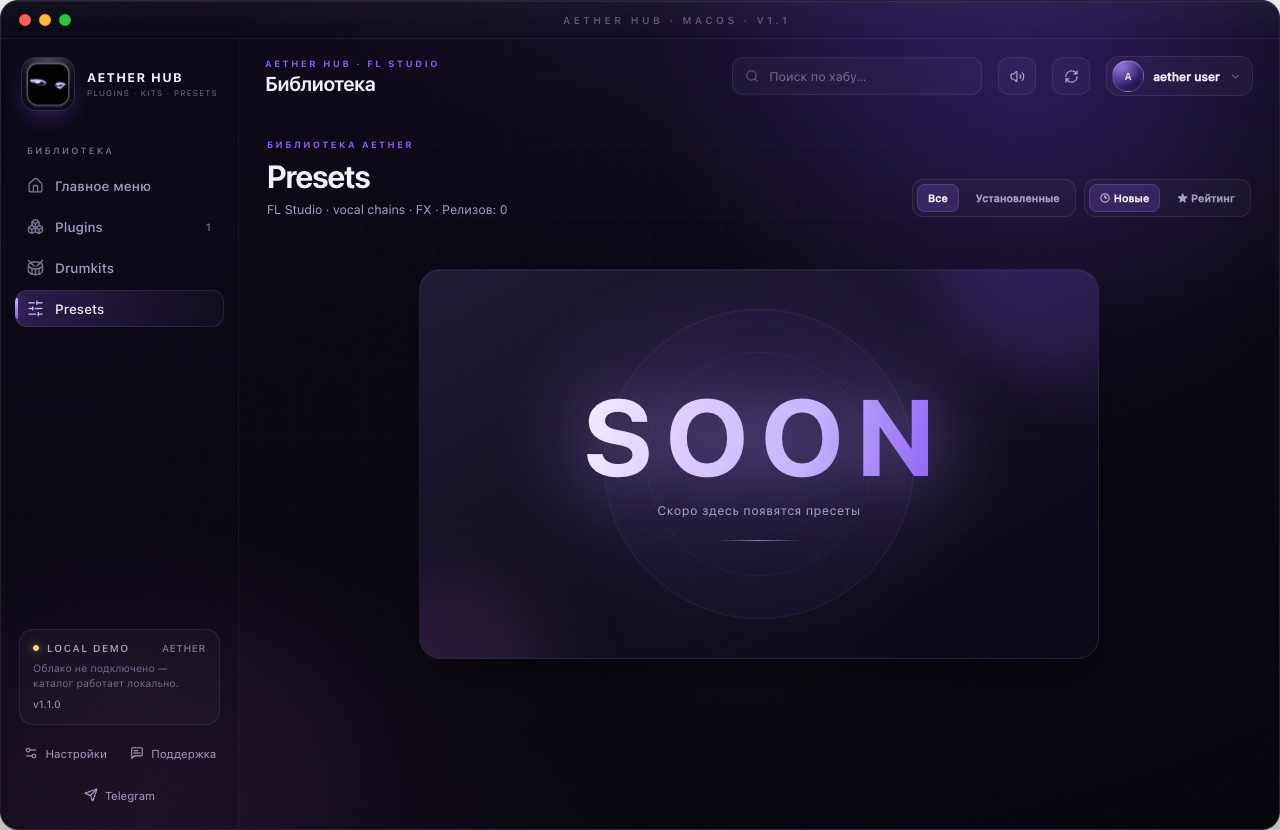 AETHER HUB · MACOS · V1.1
AETHER HUB
PLUGINS · KITS · PRESETS
AETHER HUB · FL STUDIO
Библиотека
Поиск по хабу...
A
aether user
БИБЛИОТЕКА
Главное меню
Plugins 1
Drumkits
Presets
БИБЛИОТЕКА AETHER
Presets
FL Studio · vocal chains · FX · Релизов: 0
Все Установленные Новые Рейтинг
SOON
Скоро здесь появятся пресеты
LOCAL DEMO AETHER
Облако не подключено —
каталог работает локально.
v1.1.0
Настройки Поддержка
Telegram